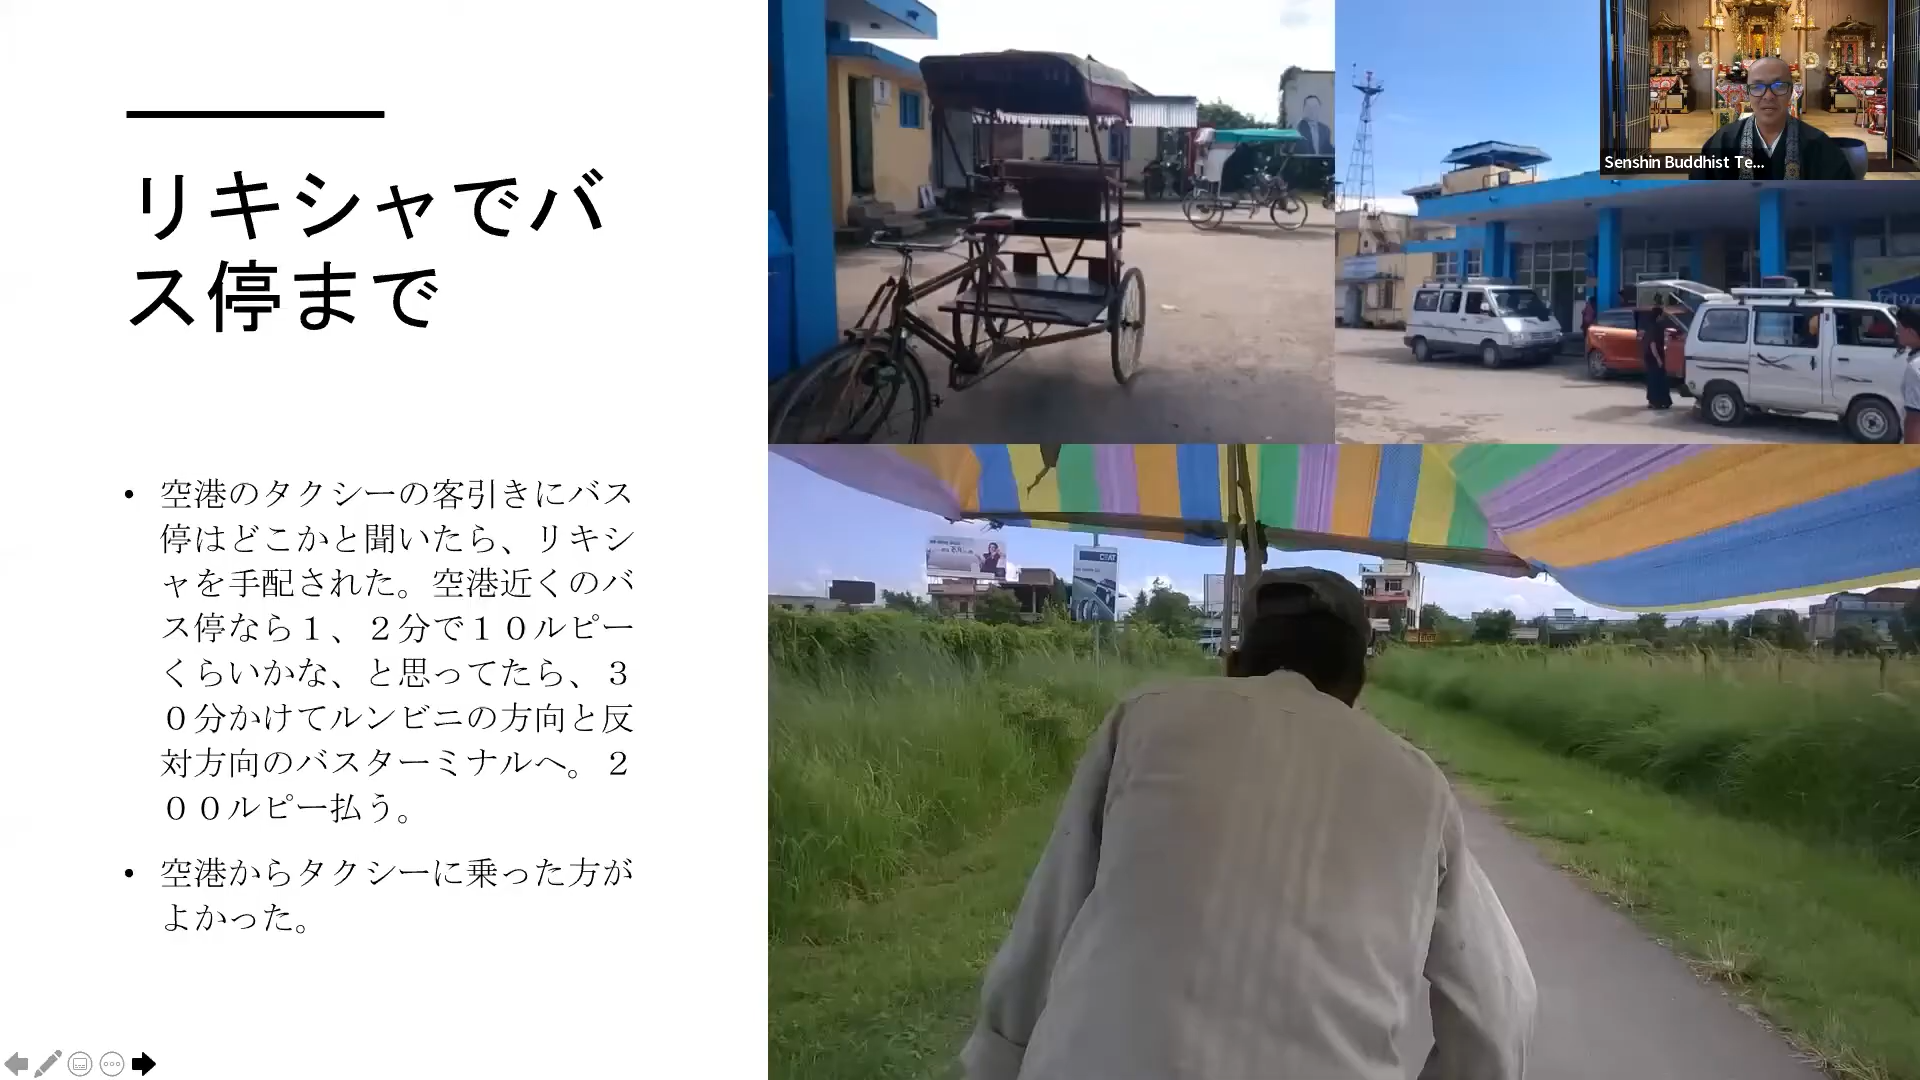 リキシャでバ
ス停まで
• 空港のタクシーの客引きにバス
停はどこかと聞いたら、リキシ
ャを手配された。空港近くのバ
ス停なら１、２分で１０ルピー
くらいかな、と思ってたら、３
０分かけてルンビニの方向と反
対方向のバスターミナルへ。２
００ルピー払う。
• 空港からタクシーに乗った方が
よかった。
Senshin Buddhist Te...
CEAT